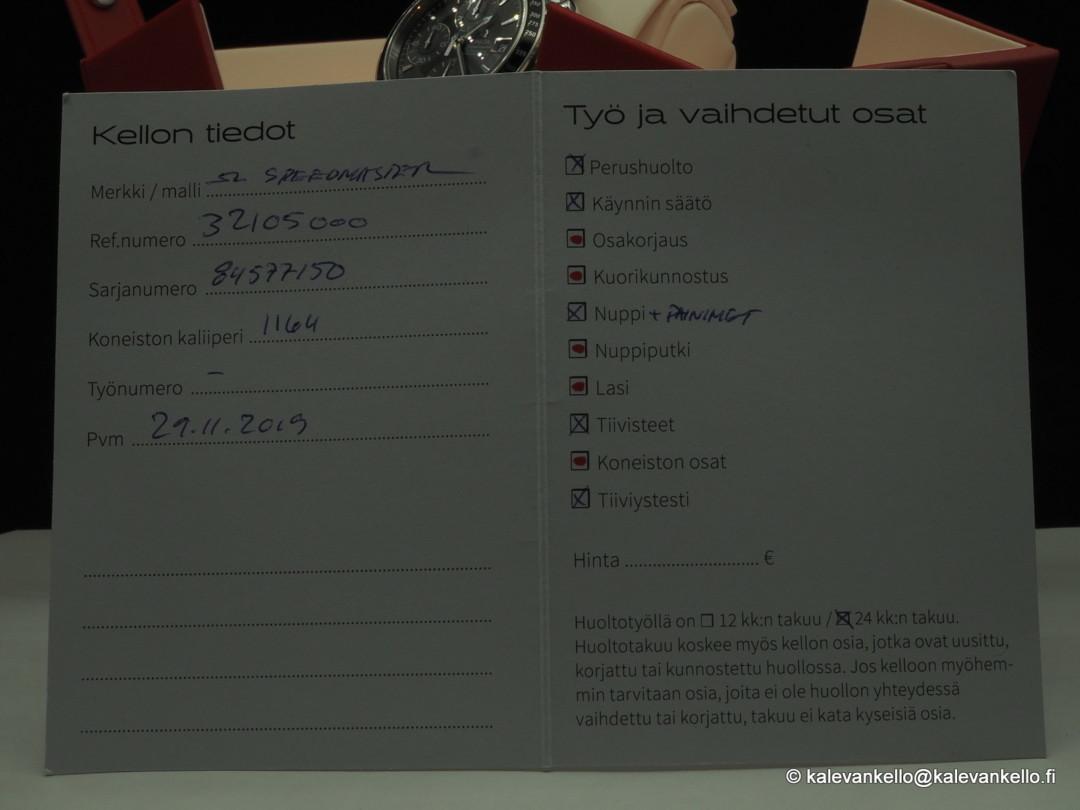 Kellon tiedot
Merkki / malli Ω SPEEDMASTER
Ref.numero 32105000
Sarjanumero 84577150
Koneiston kaliiperi 1164
Työnumero –
Pvm 29.11.2019
Työ ja vaihdetut osat
Perushuolto
Käynnin säätö
Osakorjaus
Kuorikunnostus
Nuppi + PAINIMET
Nuppiputki
Lasi
Tiivisteet
Koneiston osat
Tiiviystesti
Hinta ............................ €
Huoltotyöllä on ☐ 12 kk:n takuu / ☒ 24 kk:n takuu.
Huoltotakuu koskee myös kellon osia, jotka ovat uusittu,
korjattu tai kunnostettu huollossa. Jos kelloon myöhem-
min tarvitaan osia, joita ei ole huollon yhteydessä
vaihdettu tai korjattu, takuu ei kata kyseisiä osia.
© kalevankello@kalevankello.fi